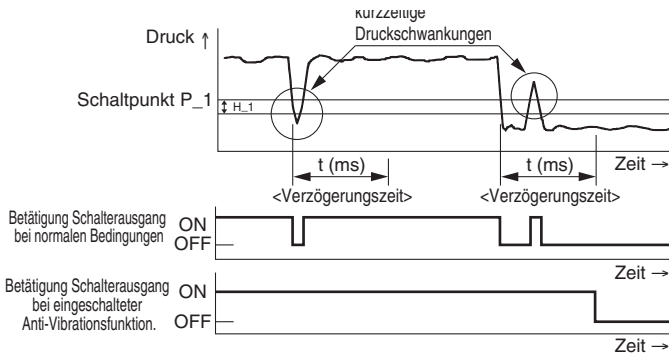 kurzzeitige
Druckschwankungen
Druck ↑
Schaltpunkt P_1
H_1
t (ms)
t (ms)
Zeit →
<Verzögerungszeit>
<Verzögerungszeit>
Betätigung Schalterausgang
bei normalen Bedingungen
ON
OFF
Zeit →
Betätigung Schalterausgang
bei eingeschalteter
Anti-Vibrationsfunktion.
ON
OFF
Zeit →